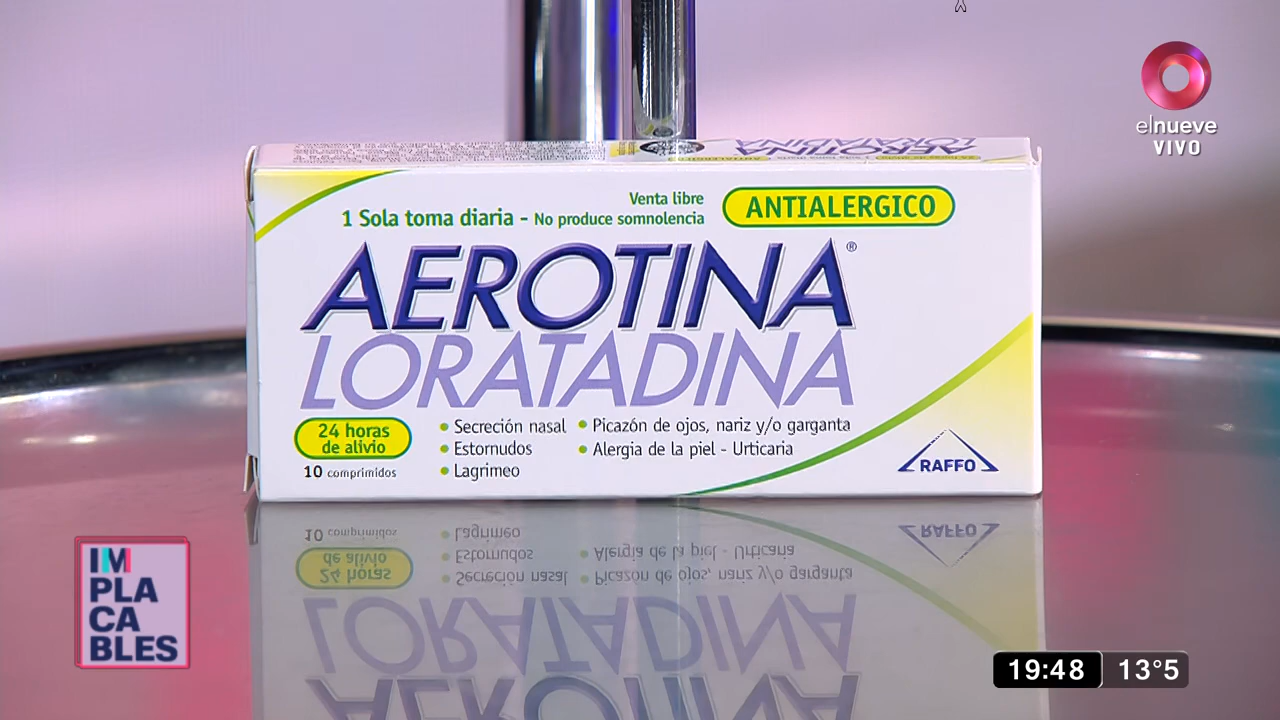 elnueve
VIVO
AEROTINA
LORATADINA
Venta libre
1 Sola toma diaria - No produce somnolencia
ANTIALERGICO
AEROTINA®
LORATADINA
24 horas
de alivio
10 comprimidos
• Secreción nasal
• Estornudos
• Lagrimeo
• Picazón de ojos, nariz y/o garganta
• Alergia de la piel - Urticaria
RAFFO
IM
PLA
CA
BLES
19:48
13°5